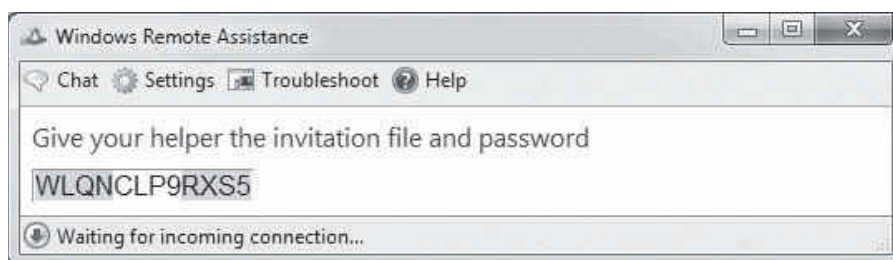 Windows Remote Assistance
Chat Settings Troubleshoot Help
Give your helper the invitation file and password
WLQNCLP9RXS5
Waiting for incoming connection...